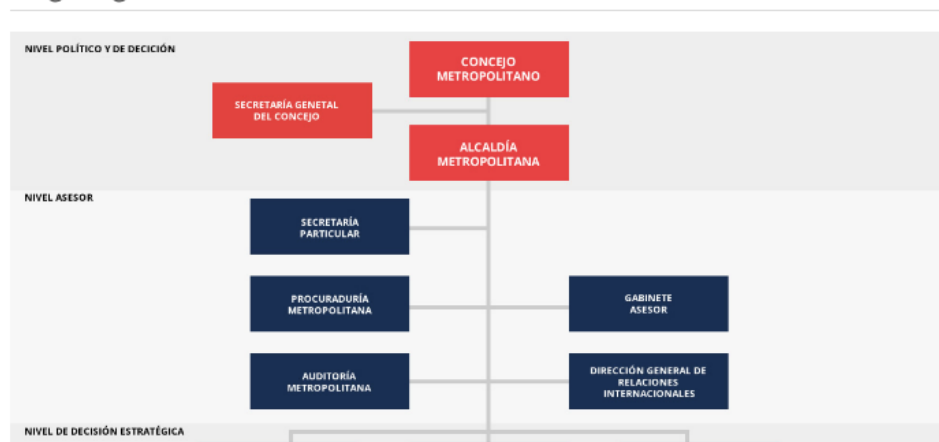 NIVEL POLÍTICO Y DE DECICIÓN
CONCEJO
METROPOLITANO
SECRETARÍA GENETAL
DEL CONCEJO
ALCALDÍA
METROPOLITANA
NIVEL ASESOR
SECRETARÍA
PARTICULAR
PROCURADURÍA
METROPOLITANA
GABINETE
ASESOR
AUDITORÍA
METROPOLITANA
DIRECCIÓN GENERAL DE
RELACIONES
INTERNACIONALES
NIVEL DE DECISIÓN ESTRATÉGICA